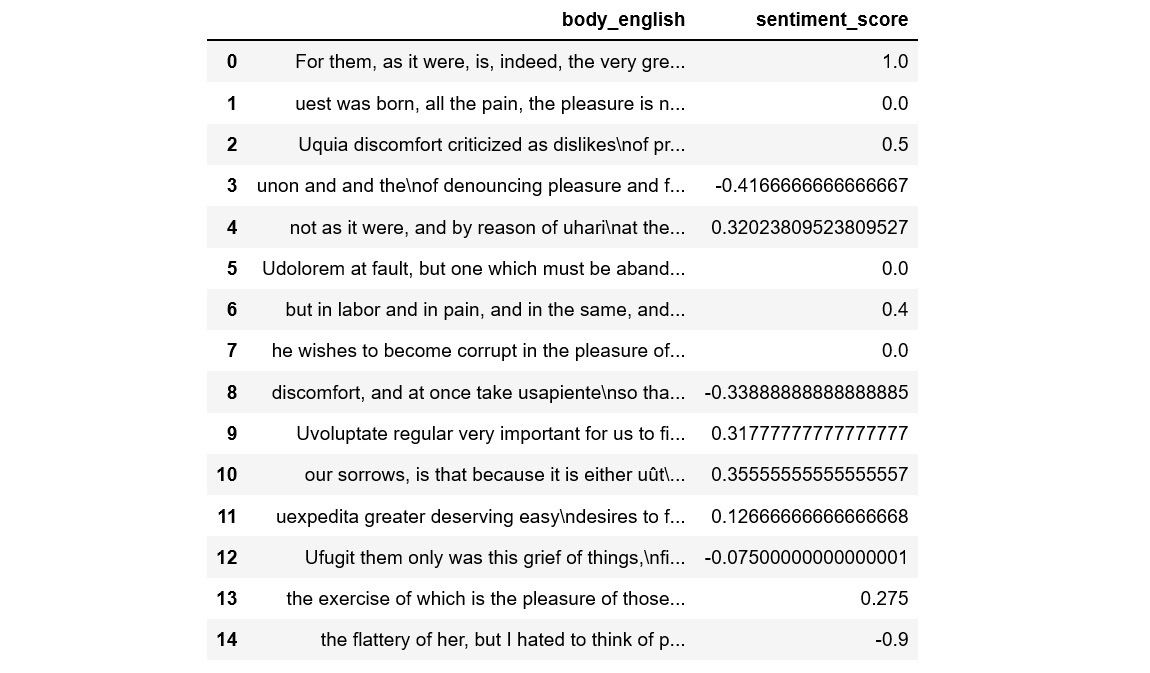 body_english sentiment_score
0 For them, as it were, is, indeed, the very gre... 1.0
1 uest was born, all the pain, the pleasure is n... 0.0
2 Uquia discomfort criticized as dislikes\nof pr... 0.5
3 unon and and the\nof denouncing pleasure and f... -0.4166666666666667
4 not as it were, and by reason of uhari\nat the... 0.32023809523809527
5 Udolorem at fault, but one which must be aband... 0.0
6 but in labor and in pain, and in the same, and... 0.4
7 he wishes to become corrupt in the pleasure of... 0.0
8 discomfort, and at once take usapiente\nso tha... -0.33888888888888885
9 Uvoluptate regular very important for us to fi... 0.31777777777777777
10 our sorrows, is that because it is either uût\... 0.35555555555555557
11 uexpedita greater deserving easy\ndesires to f... 0.12666666666666668
12 Ufugit them only was this grief of things,\nfi... -0.07500000000000001
13 the exercise of which is the pleasure of those... 0.275
14 the flattery of her, but I hated to think of p... -0.9